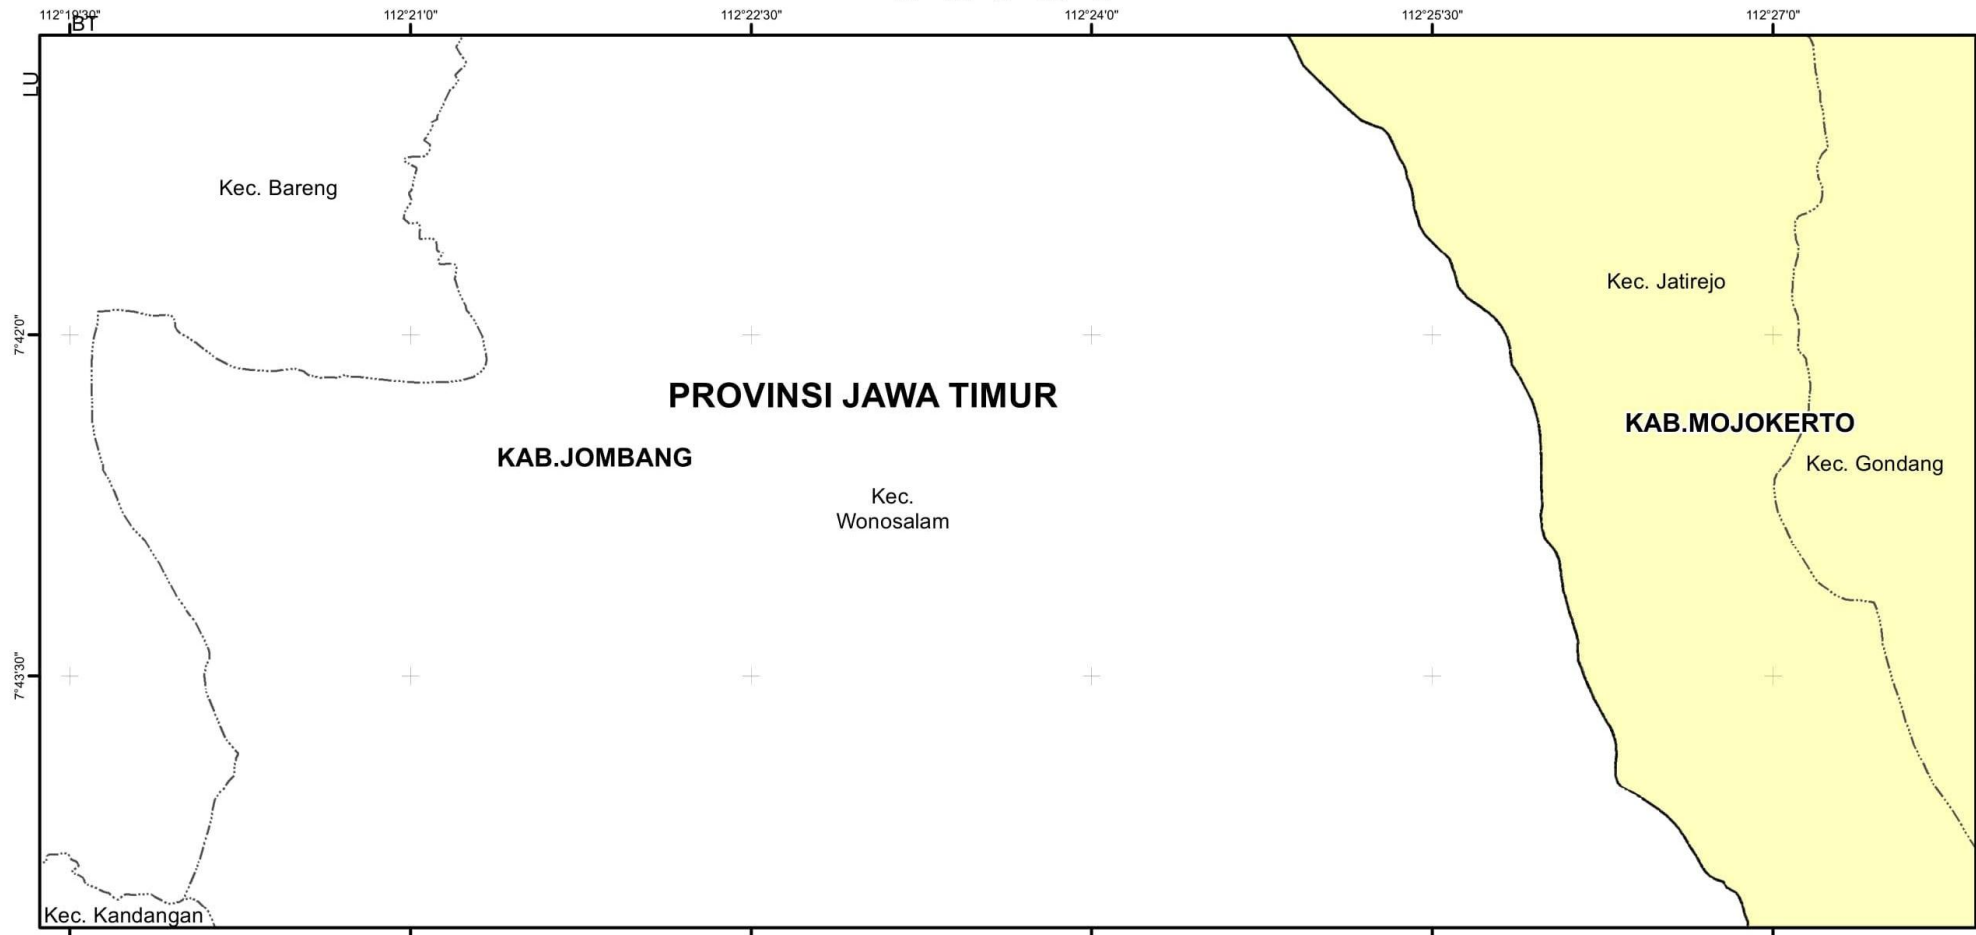 112°19'30"
112°21'0"
112°22'30"
112°24'0"
112°25'30"
112°27'0"
BT
LU
Kec. Bareng
Kec. Jatirejo
7°42'0"
PROVINSI JAWA TIMUR
KAB.MOJOKERTO
KAB.JOMBANG
Kec. Gondang
Kec.
Wonosalam
7°43'30"
Kec. Kandangan